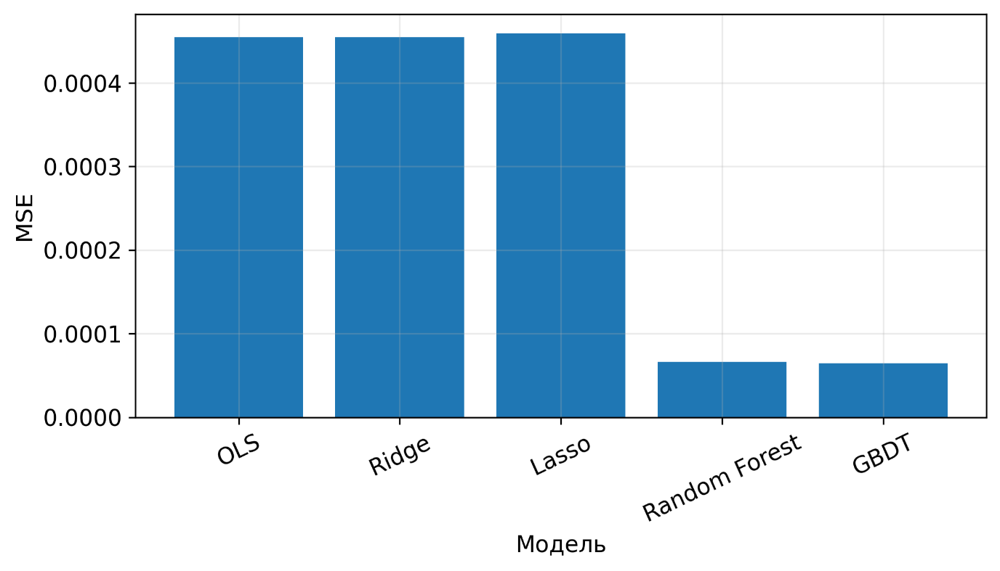 MSE
0.0004
0.0003
0.0002
0.0001
0.0000
OLS
Ridge
Lasso
Random Forest
GBDT
Модель